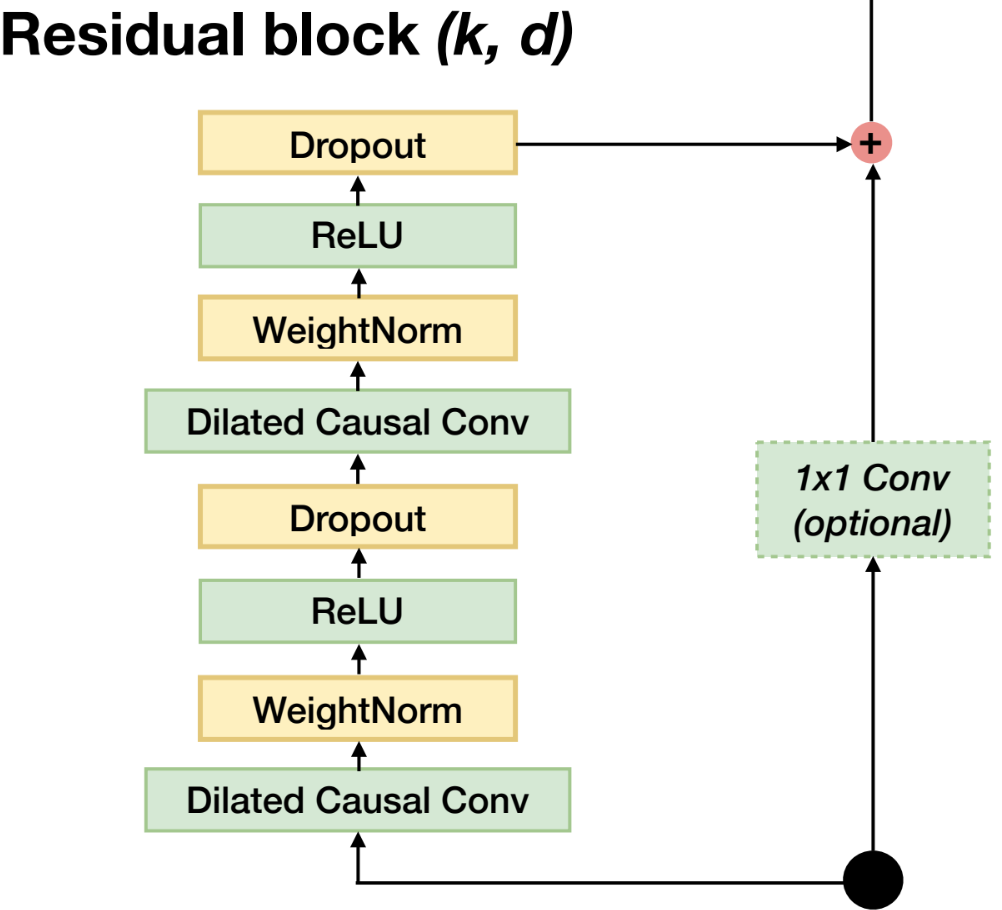 Residual block (k, d)
Dropout
+
ReLU
WeightNorm
Dilated Causal Conv
1x1 Conv
(optional)
Dropout
ReLU
WeightNorm
Dilated Causal Conv